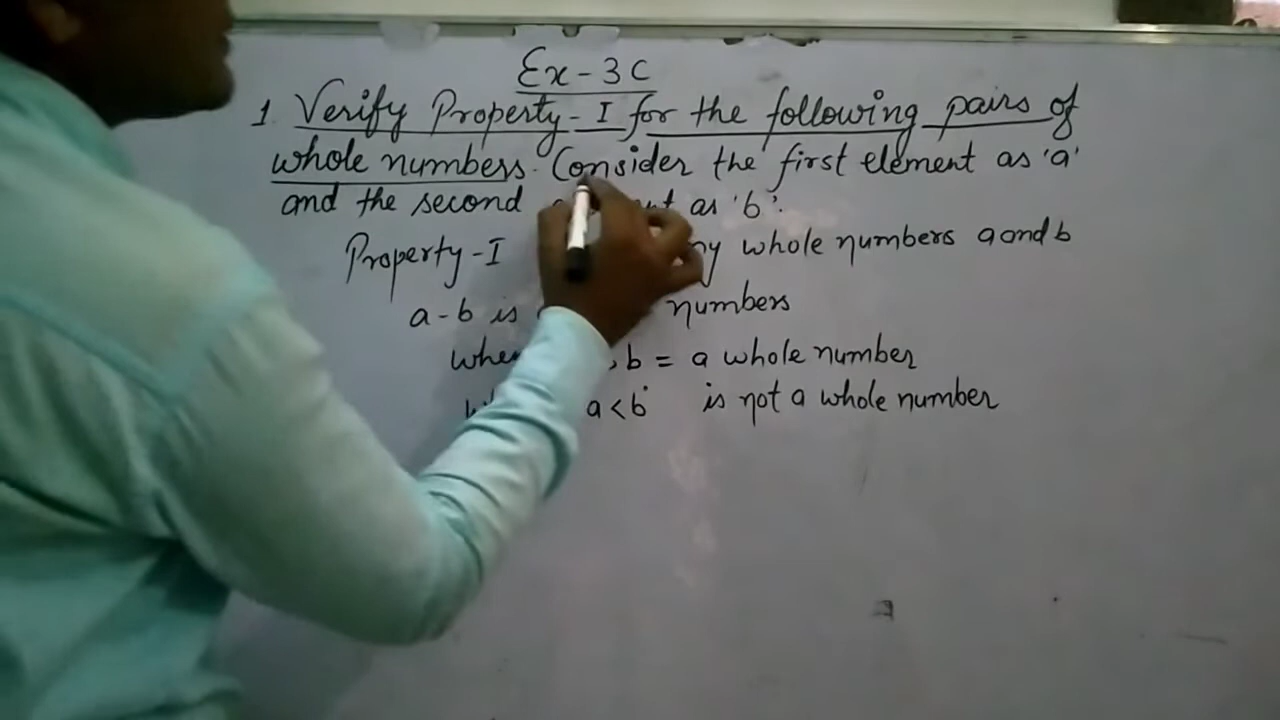 Ex-3C
1. Verify Property-I for the following pairs of
whole numbers. Consider the first element as 'a'
and the second as 'b'.
Property-I whole numbers a and b
a-b is numbers
b = a whole number
a<b is not a whole number